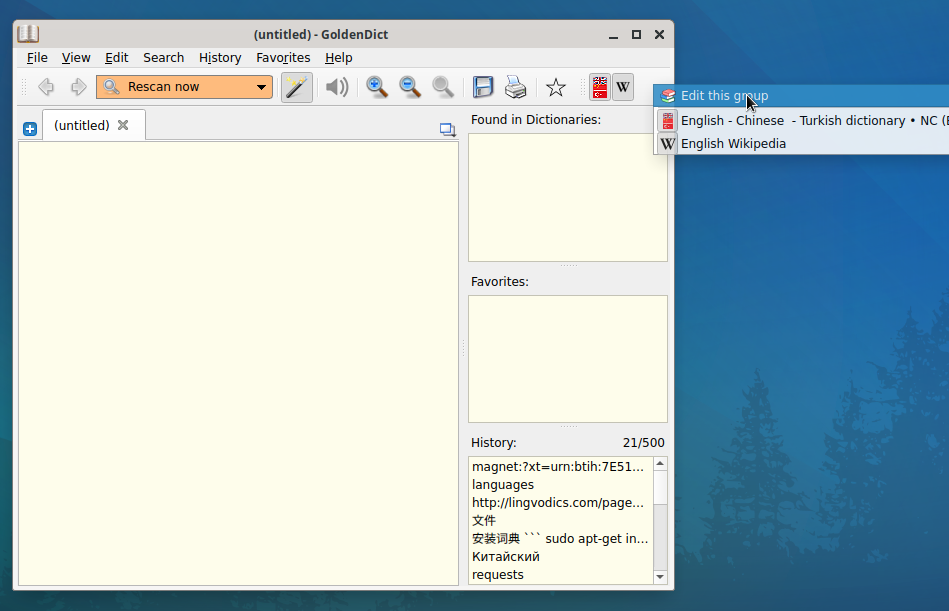 (untitled) - GoldenDict
File View Edit Search History Favorites Help
Rescan now
W
Edit this group
English - Chinese - Turkish dictionary • NC (
W English Wikipedia
(untitled)
Found in Dictionaries:
Favorites:
History: 21/500
magnet:?xt=urn:btih:7E51...
languages
http://lingvodics.com/page...
文件
安装词典 ``` sudo apt-get in...
Китайский
requests